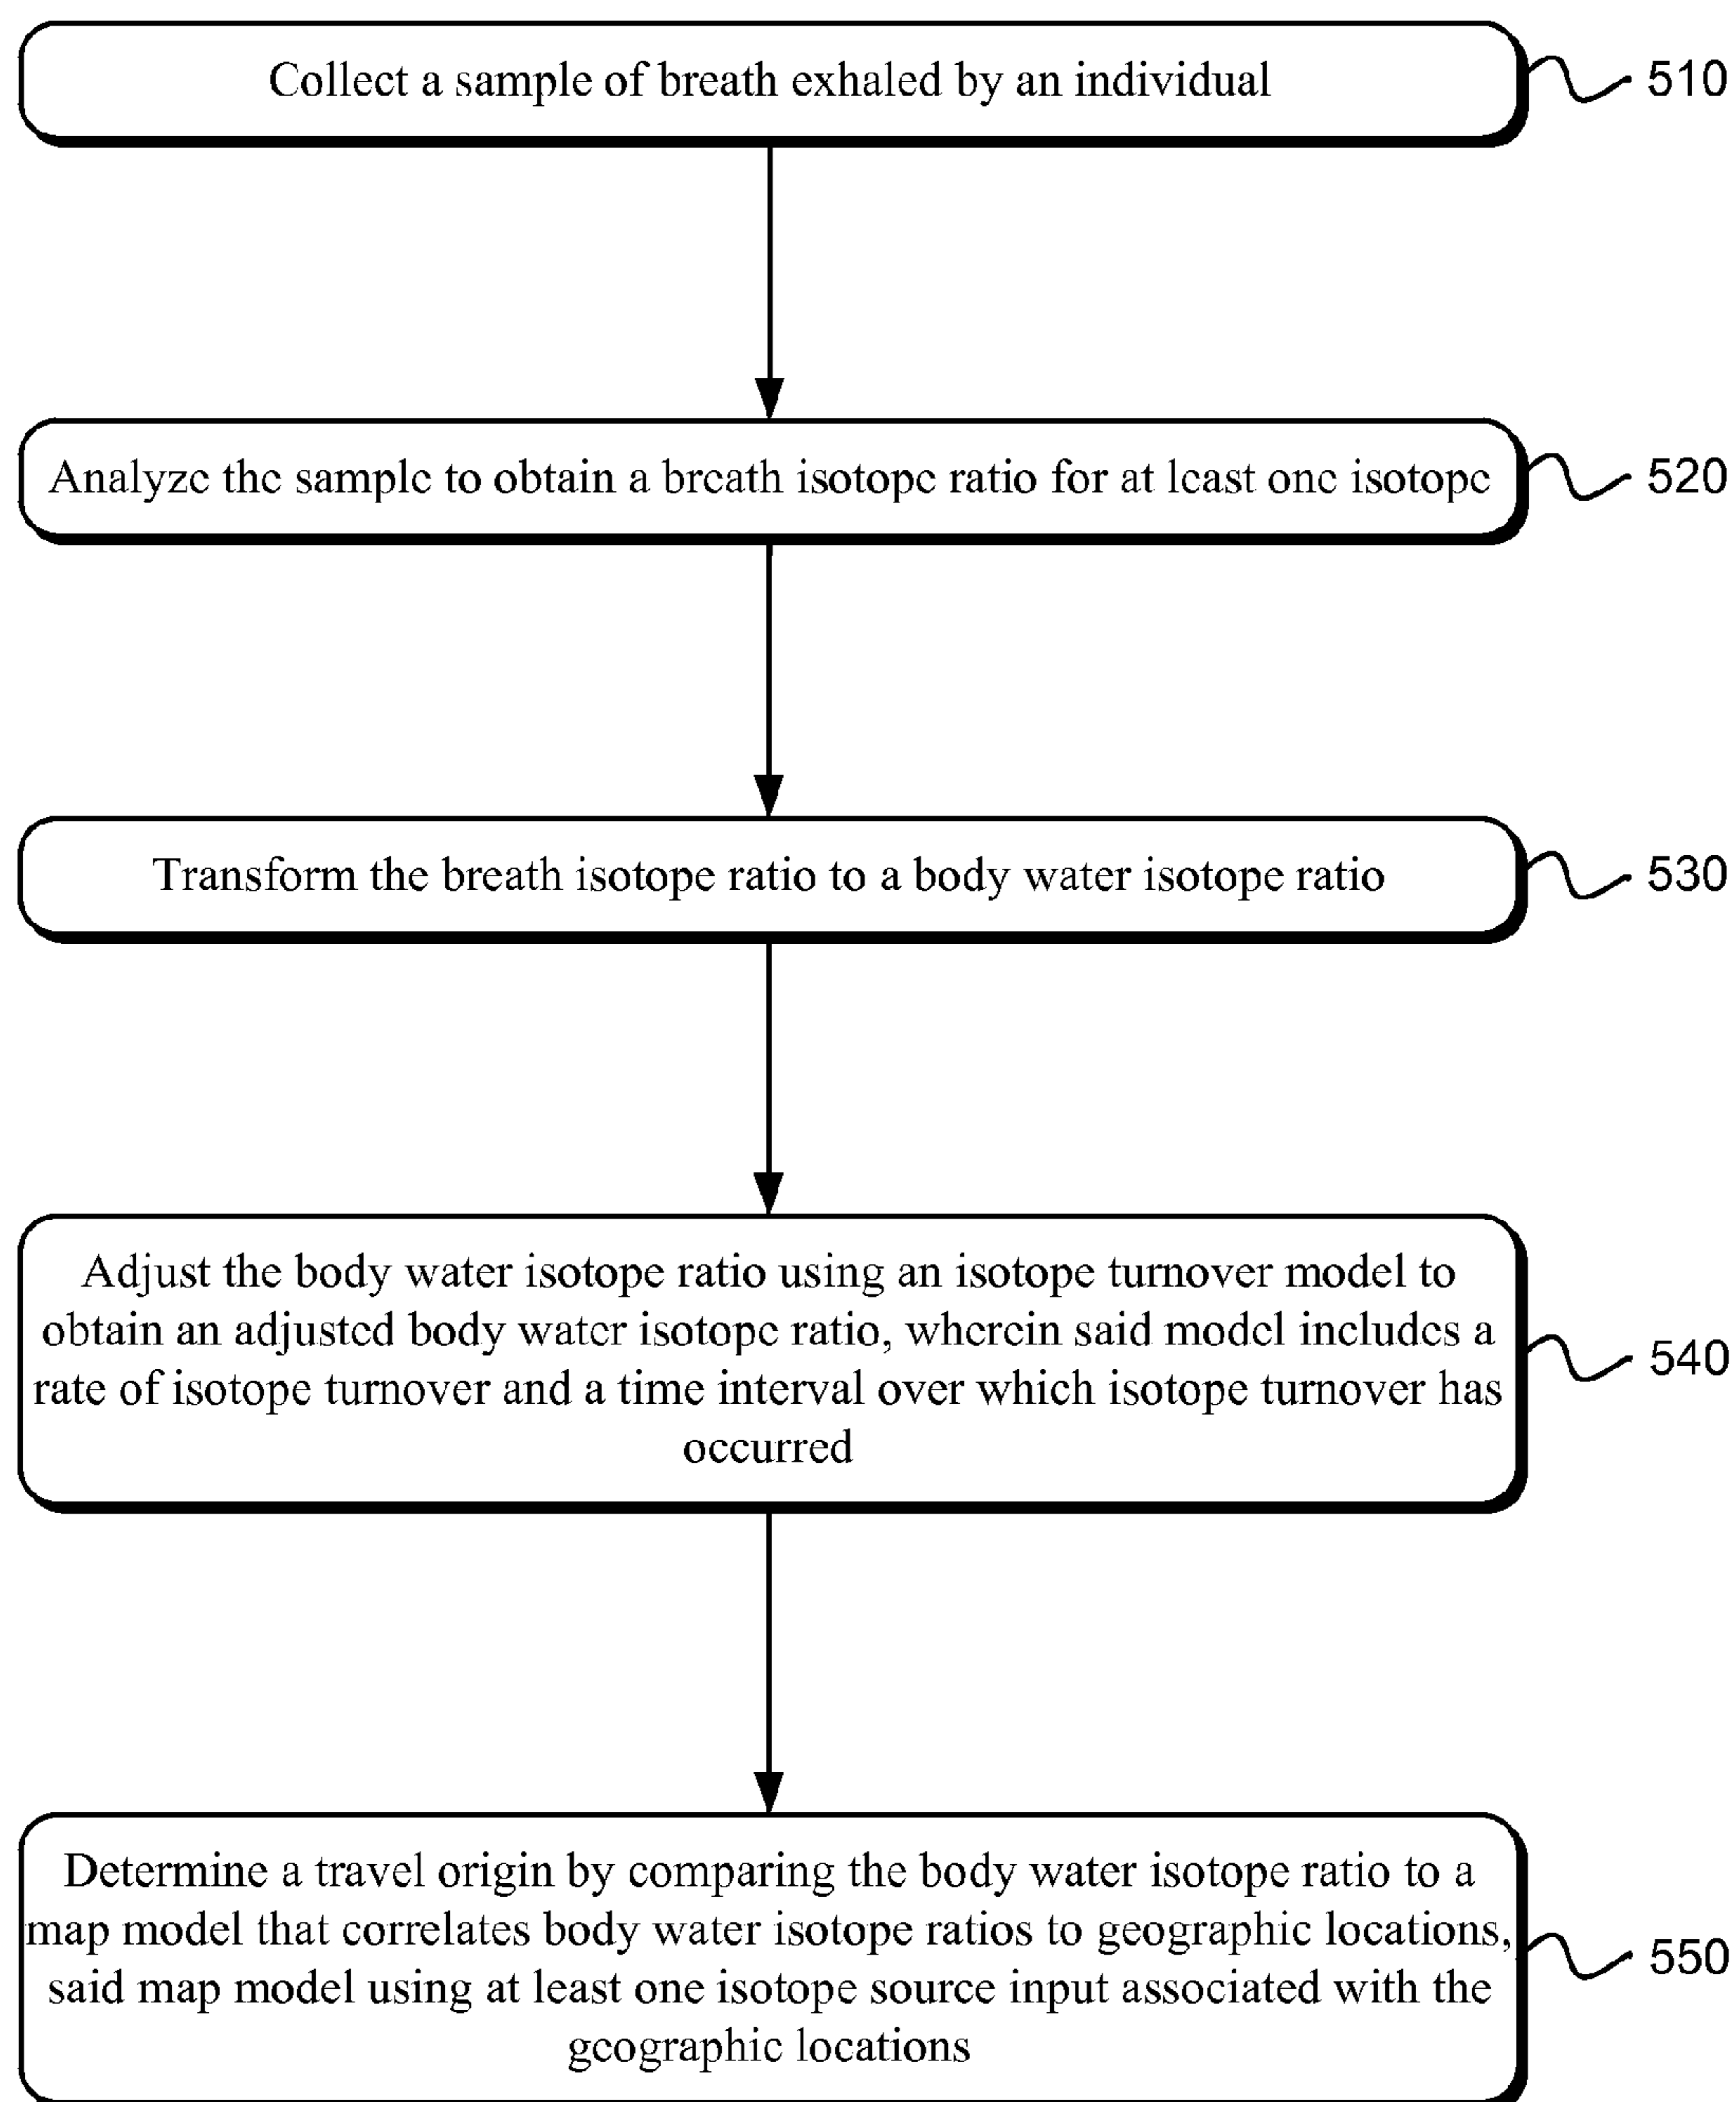 Collect a sample of breath exhaled by an individual
510
Analyze the sample to obtain a breath isotope ratio for at least one isotope
520
Transform the breath isotope ratio to a body water isotope ratio
530
Adjust the body water isotope ratio using an isotope turnover model to
obtain an adjusted body water isotope ratio, wherein said model includes a
rate of isotope turnover and a time interval over which isotope turnover has
occurred
540
Determine a travel origin by comparing the body water isotope ratio to a
map model that correlates body water isotope ratios to geographic locations,
said map model using at least one isotope source input associated with the
geographic locations
550